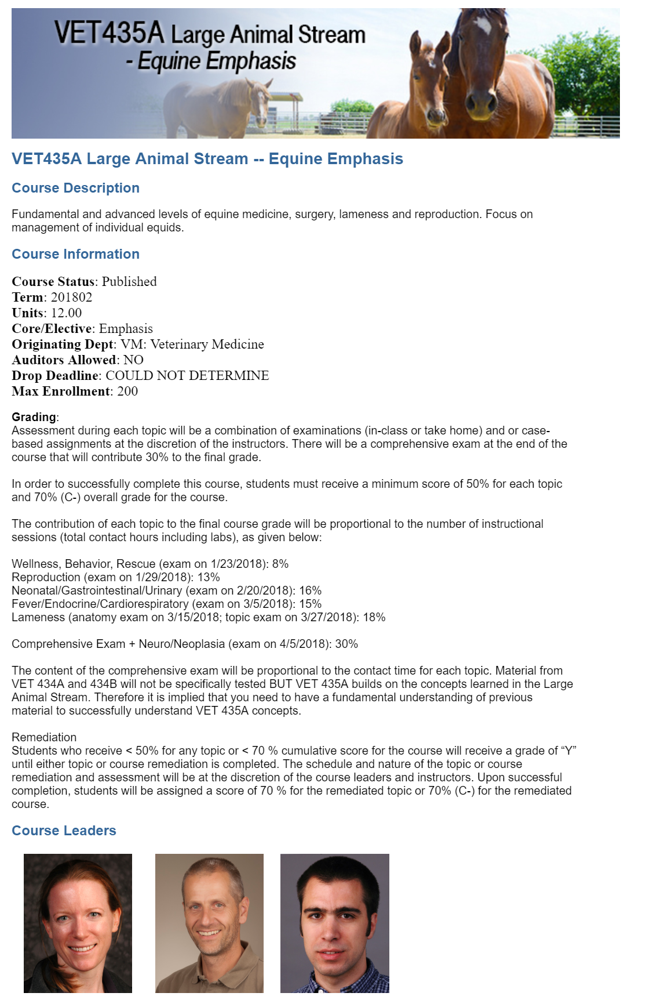 VET435A Large Animal Stream
- Equine Emphasis
VET435A Large Animal Stream -- Equine Emphasis
Course Description
Fundamental and advanced levels of equine medicine, surgery, lameness and reproduction. Focus on
management of individual equids.
Course Information
Course Status: Published
Term: 201802
Units: 12.00
Core/Elective: Emphasis
Originating Dept: VM: Veterinary Medicine
Auditors Allowed: NO
Drop Deadline: COULD NOT DETERMINE
Max Enrollment: 200
Grading:
Assessment during each topic will be a combination of examinations (in-class or take home) and or case-
based assignments at the discretion of the instructors. There will be a comprehensive exam at the end of the
course that will contribute 30% to the final grade.
In order to successfully complete this course, students must receive a minimum score of 50% for each topic
and 70% (C-) overall grade for the course.
The contribution of each topic to the final course grade will be proportional to the number of instructional
sessions (total contact hours including labs), as given below:
Wellness, Behavior, Rescue (exam on 1/23/2018): 8%
Reproduction (exam on 1/29/2018): 13%
Neonatal/Gastrointestinal/Urinary (exam on 2/20/2018): 16%
Fever/Endocrine/Cardiorespiratory (exam on 3/5/2018): 15%
Lameness (anatomy exam on 3/15/2018; topic exam on 3/27/2018): 18%
Comprehensive Exam + Neuro/Neoplasia (exam on 4/5/2018): 30%
The content of the comprehensive exam will be proportional to the contact time for each topic. Material from
VET 434A and 434B will not be specifically tested BUT VET 435A builds on the concepts learned in the Large
Animal Stream. Therefore it is implied that you need to have a fundamental understanding of previous
material to successfully understand VET 435A concepts.
Remediation
Students who receive < 50% for any topic or < 70 % cumulative score for the course will receive a grade of “Y”
until either topic or course remediation is completed. The schedule and nature of the topic or course
remediation and assessment will be at the discretion of the course leaders and instructors. Upon successful
completion, students will be assigned a score of 70 % for the remediated topic or 70% (C-) for the remediated
course.
Course Leaders